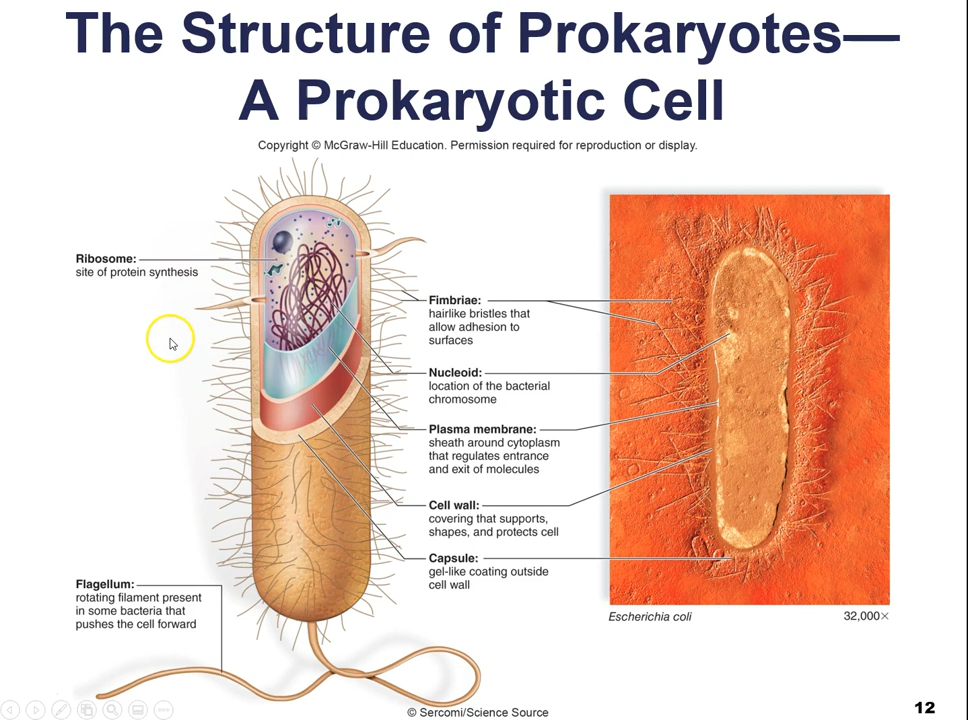 The Structure of Prokaryotes—
A Prokaryotic Cell
Copyright © McGraw-Hill Education. Permission required for reproduction or display.
Ribosome:
site of protein synthesis
Fimbriae:
hairlike bristles that
allow adhesion to
surfaces
Nucleoid:
location of the bacterial
chromosome
Plasma membrane:
sheath around cytoplasm
that regulates entrance
and exit of molecules
Cell wall:
covering that supports,
shapes, and protects cell
Capsule:
gel-like coating outside
cell wall
Flagellum:
rotating filament present
in some bacteria that
pushes the cell forward
Escherichia coli
32,000×
© Sercomi/Science Source
12